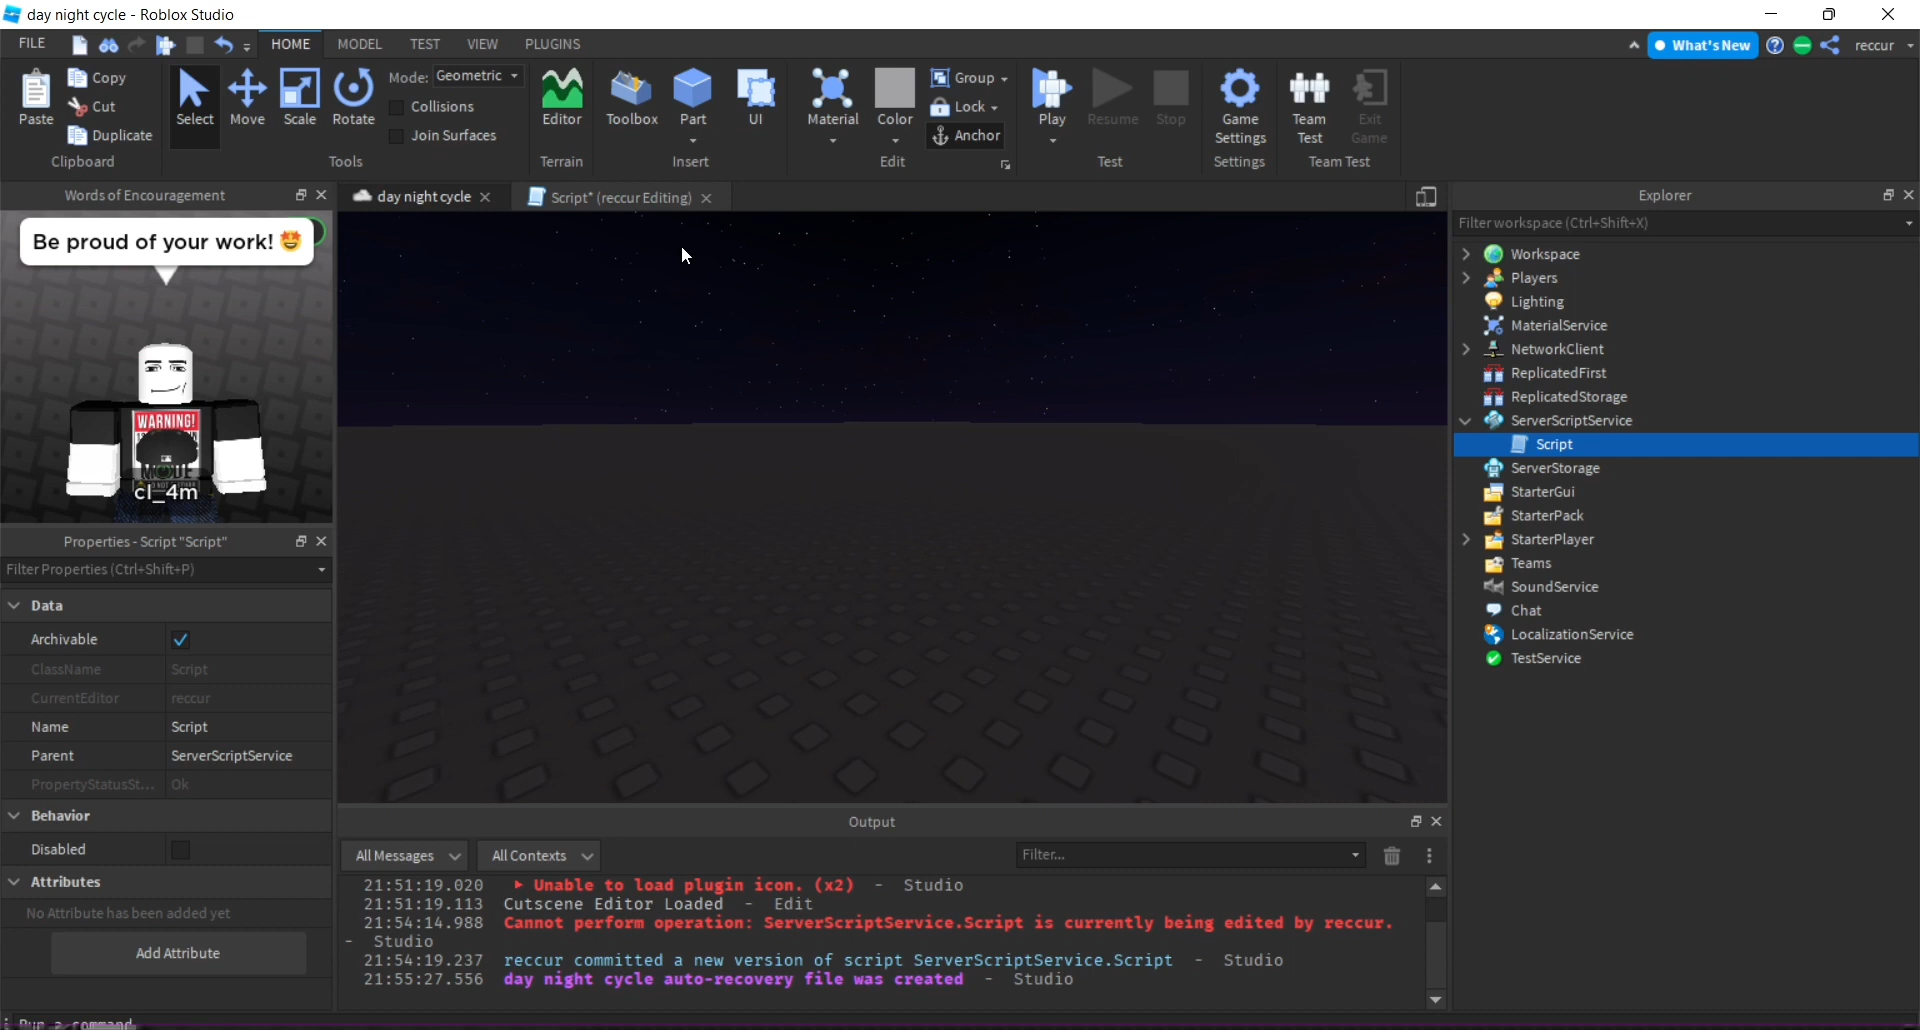 day night cycle - Roblox Studio
FILE
HOME
MODEL
TEST
VIEW
PLUGINS
What's New
reccur
Paste
Copy
Cut
Duplicate
Clipboard
Select
Move
Scale
Rotate
Mode: Geometric
Collisions
Join Surfaces
Tools
Editor
Terrain
Toolbox
Part
UI
Insert
Material
Color
Group
Lock
Anchor
Edit
Play
Resume
Stop
Test
Game Settings
Settings
Team Test
Exit Game
Team Test
Words of Encouragement
Be proud of your work! 🤩
WARNING!
cl_4m
day night cycle
Script* (reccur Editing)
Properties - Script "Script"
Filter Properties (Ctrl+Shift+P)
Data
Archivable
ClassName Script
CurrentEditor reccur
Name Script
Parent ServerScriptService
PropertyStatusSt... Ok
Behavior
Disabled
Attributes
No Attribute has been added yet
Add Attribute
Output
All Messages
All Contexts
Filter...
21:51:19.020 Unable to load plugin icon. (x2) - Studio
21:51:19.113 Cutscene Editor Loaded - Edit
21:54:14.988 Cannot perform operation: ServerScriptService.Script is currently being edited by reccur.
- Studio
21:54:19.237 reccur committed a new version of script ServerScriptService.Script - Studio
21:55:27.556 day night cycle auto-recovery file was created - Studio
Explorer
Filter workspace (Ctrl+Shift+X)
Workspace
Players
Lighting
MaterialService
NetworkClient
ReplicatedFirst
ReplicatedStorage
ServerScriptService
Script
ServerStorage
StarterGui
StarterPack
StarterPlayer
Teams
SoundService
Chat
LocalizationService
TestService
Run a command